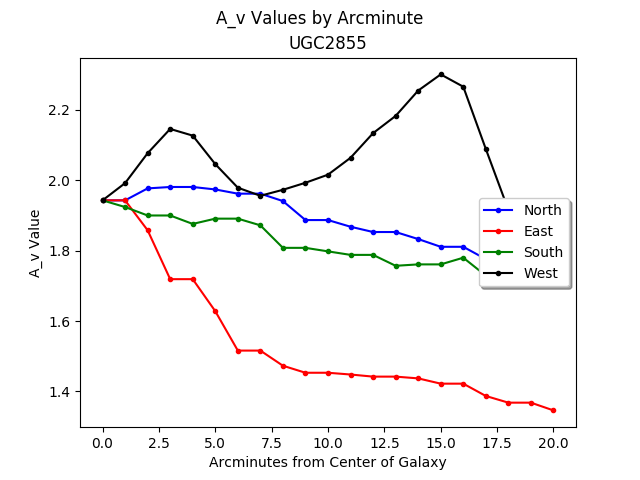 A_v Values by Arcminute
UGC2855
A_v Value
2.2
2.0
1.8
1.6
1.4
North
East
South
West
0.0 2.5 5.0 7.5 10.0 12.5 15.0 17.5 20.0
Arcminutes from Center of Galaxy